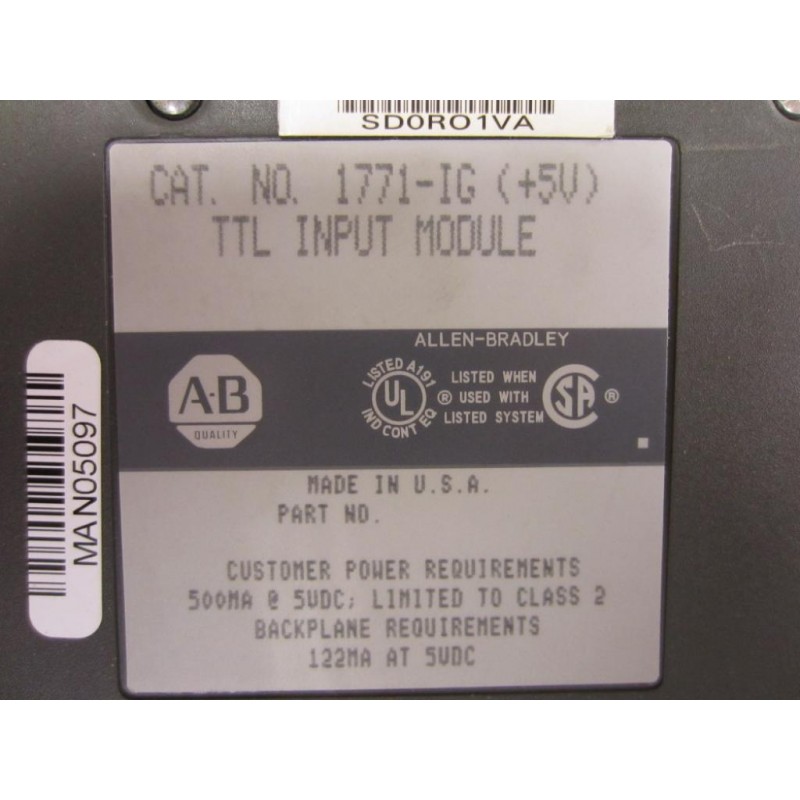 SD0RO1VA
CAT. NO. 1771-IG (+5V)
TTL INPUT MODULE
ALLEN-BRADLEY
A-B
QUALITY
LISTED A191
UL
IND CONT EQ
®
LISTED WHEN
USED WITH
LISTED SYSTEM
SA
®
MAN05097
MADE IN U.S.A.
PART NO.
CUSTOMER POWER REQUIREMENTS
500MA @ 5VDC; LIMITED TO CLASS 2
BACKPLANE REQUIREMENTS
122MA AT 5VDC